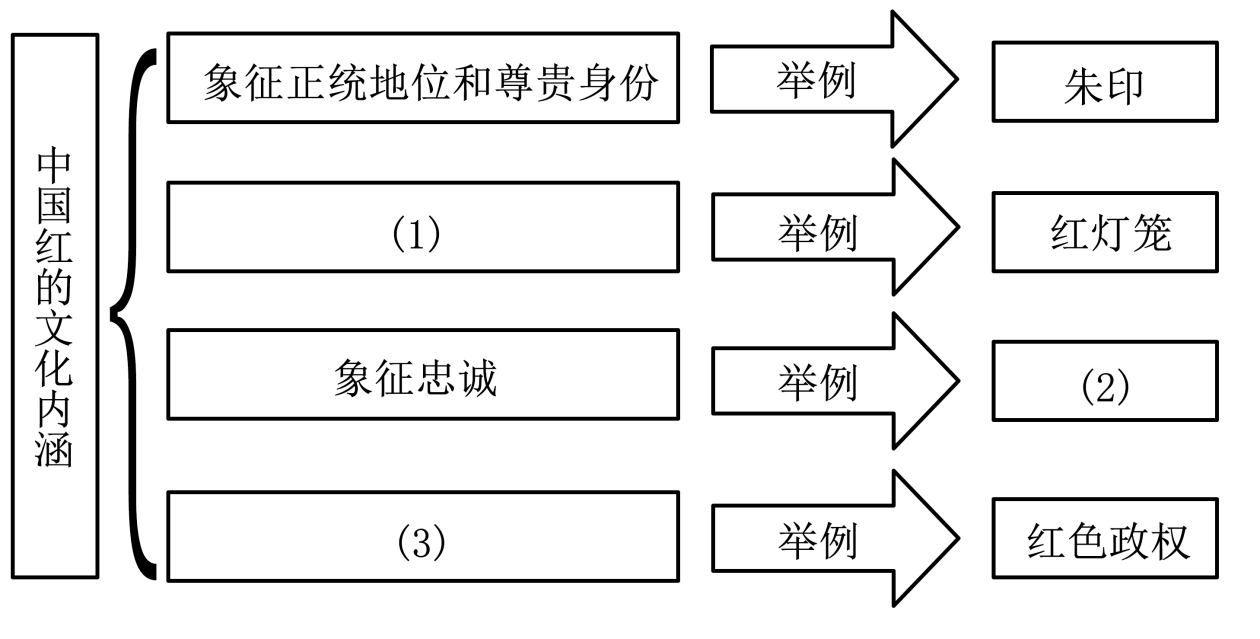 中国红的文化内涵
象征正统地位和尊贵身份
举例
朱印
(1)
举例
红灯笼
象征忠诚
举例
(2)
(3)
举例
红色政权